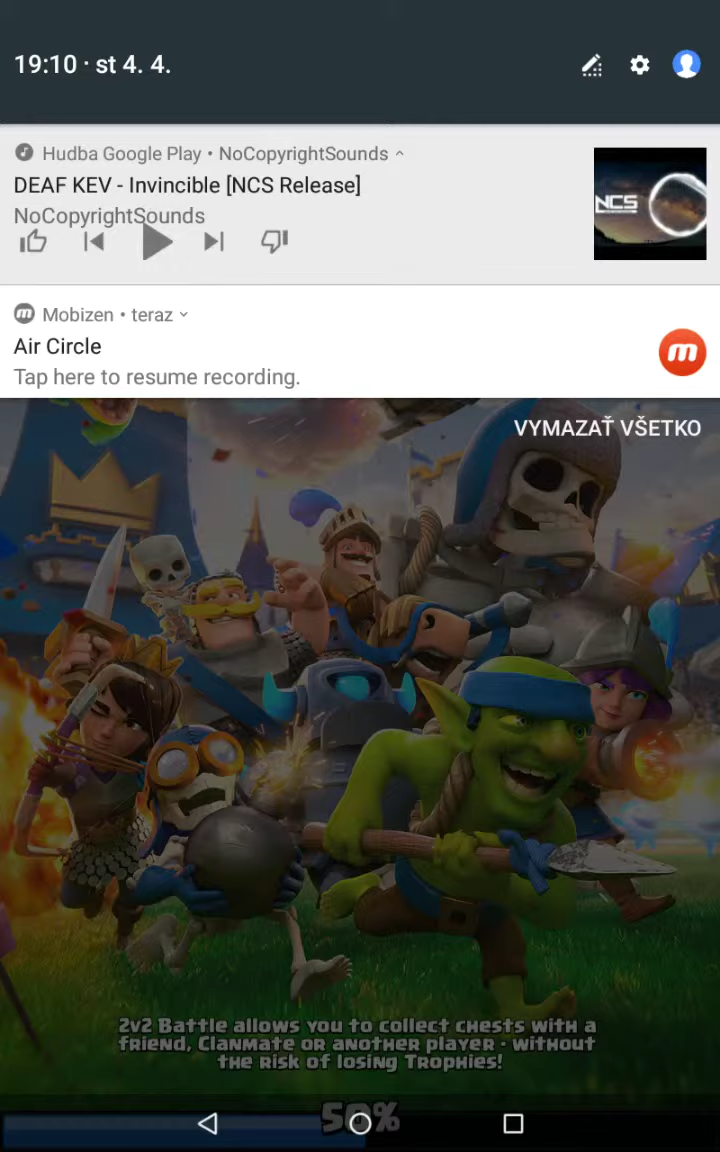 19:10 · st 4. 4.
Hudba Google Play • NoCopyrightSounds
DEAF KEV - Invincible [NCS Release]
NoCopyrightSounds
NCS
Mobizen • teraz
Air Circle
Tap here to resume recording.
VYMAZAŤ VŠETKO
2v2 Battle allows you to collect chests with a
friend, Clanmate or another player - without
the risk of losing Trophies!
50%